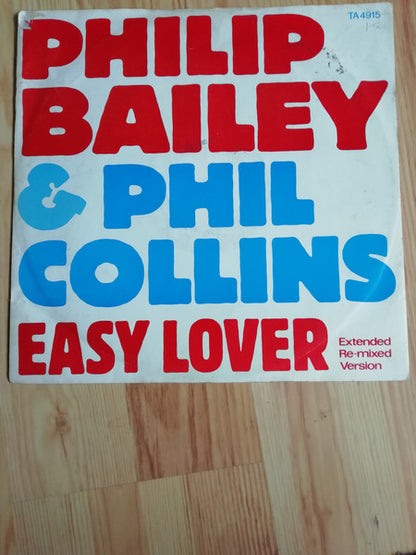 TA 4915
PHILIP
BAILEY
& PHIL
COLLINS
EASY LOVER
Extended
Re-mixed
Version